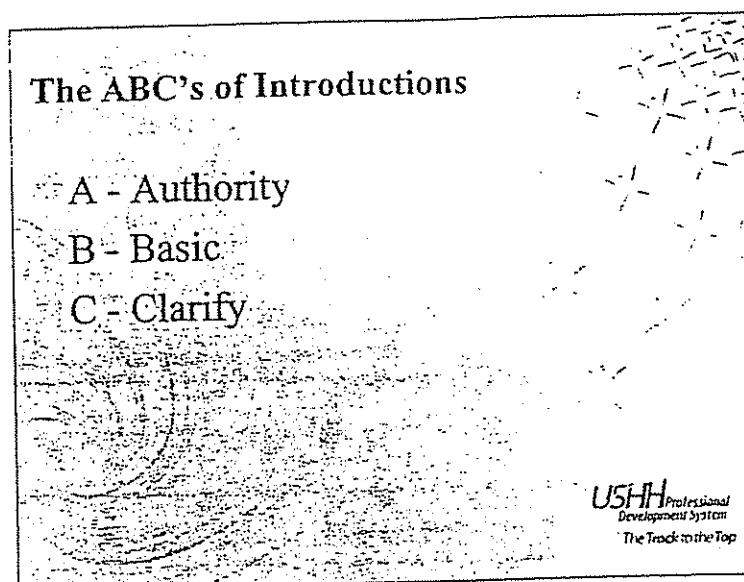 The ABC's of Introductions
A - Authority
B - Basic
C - Clarify
USHH Professional
Development System
The Track to the Top